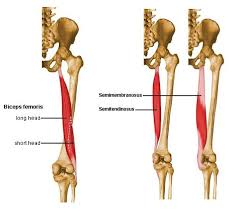 Biceps femoris
long head
short head
Semimembranosus
Semitendinosus